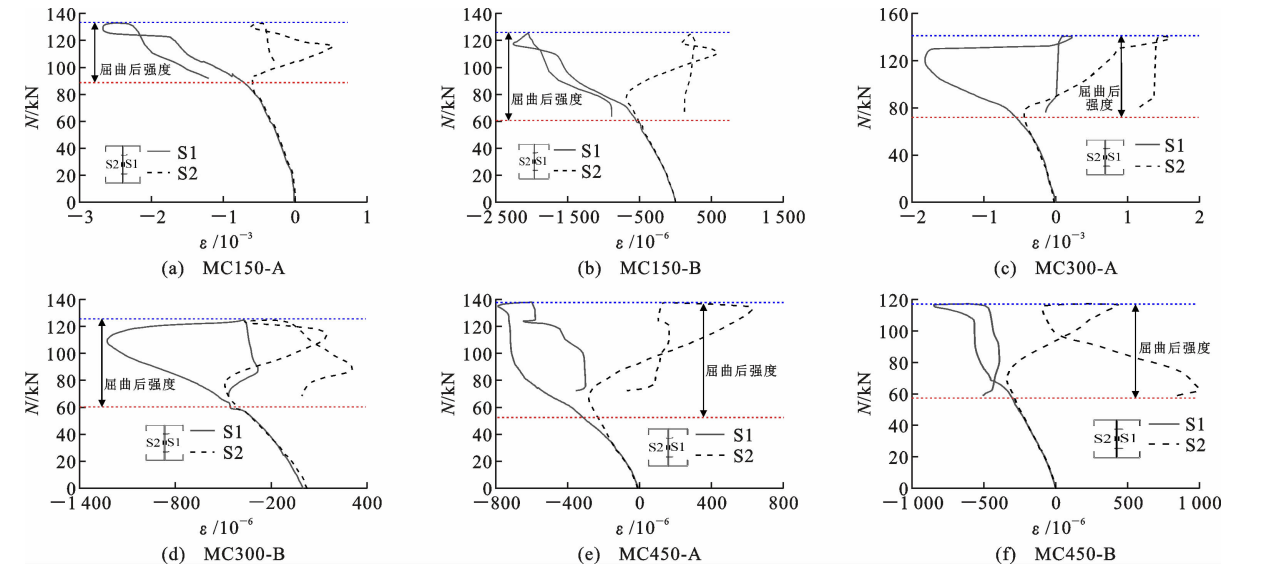 140
120
100
80
60
40
20
0
N/kN
屈曲后强度
S2 S1
S1
S2
−3 −2 −1 0 1
ε/10⁻³
(a) MC150-A
140
120
100
80
60
40
20
0
N/kN
屈曲后强度
S2 S1
S1
S2
−2 500 −1 500 −500 500 1 500
ε/10⁻⁶
(b) MC150-B
160
120
80
40
N/kN
屈曲后
强度
S2 S1
S1
S2
−2 −1 0 1 2
ε/10⁻³
(c) MC300-A
140
120
100
80
60
40
20
0
N/kN
屈曲后强度
S2 S1
S1
S2
−1 400 −800 −200 400
ε/10⁻⁶
(d) MC300-B
140
120
100
80
60
40
20
0
N/kN
屈曲后强度
S2 S1
S1
S2
−800 −400 0 400 800
ε/10⁻⁶
(e) MC450-A
120
100
80
60
40
20
0
N/kN
屈曲后强度
S2 S1
S1
S2
−1 000 −500 0 500 1 000
ε/10⁻⁶
(f) MC450-B